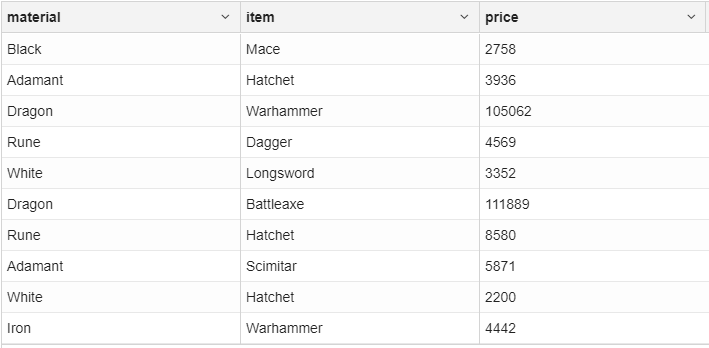 material item price
Black Mace 2758
Adamant Hatchet 3936
Dragon Warhammer 105062
Rune Dagger 4569
White Longsword 3352
Dragon Battleaxe 111889
Rune Hatchet 8580
Adamant Scimitar 5871
White Hatchet 2200
Iron Warhammer 4442